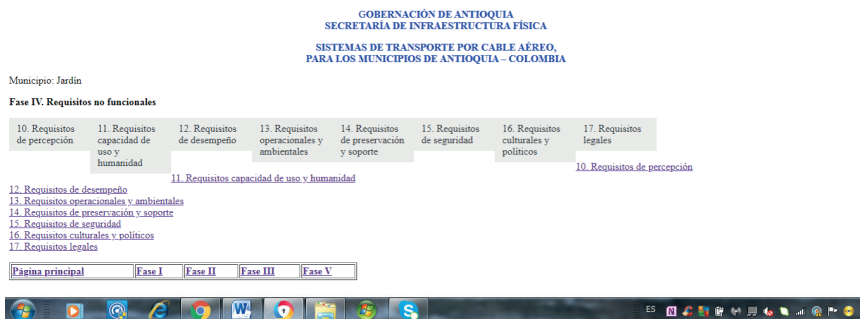 GOBERNACIÓN DE ANTIOQUIA
SECRETARÍA DE INFRAESTRUCTURA FÍSICA
SISTEMAS DE TRANSPORTE POR CABLE AÉREO,
PARA LOS MUNICIPIOS DE ANTIOQUIA – COLOMBIA
Municipio: Jardín
Fase IV. Requisitos no funcionales
10. Requisitos
de percepción
11. Requisitos
capacidad de
uso y
humanidad
12. Requisitos
de desempeño
13. Requisitos
operacionales y
ambientales
14. Requisitos
de preservación
y soporte
15. Requisitos
de seguridad
16. Requisitos
culturales y
políticos
17. Requisitos
legales
10. Requisitos de percepción
11. Requisitos capacidad de uso y humanidad
12. Requisitos de desempeño
13. Requisitos operacionales y ambientales
14. Requisitos de preservación y soporte
15. Requisitos de seguridad
16. Requisitos culturales y políticos
17. Requisitos legales
Página principal Fase I Fase II Fase III Fase V
ES